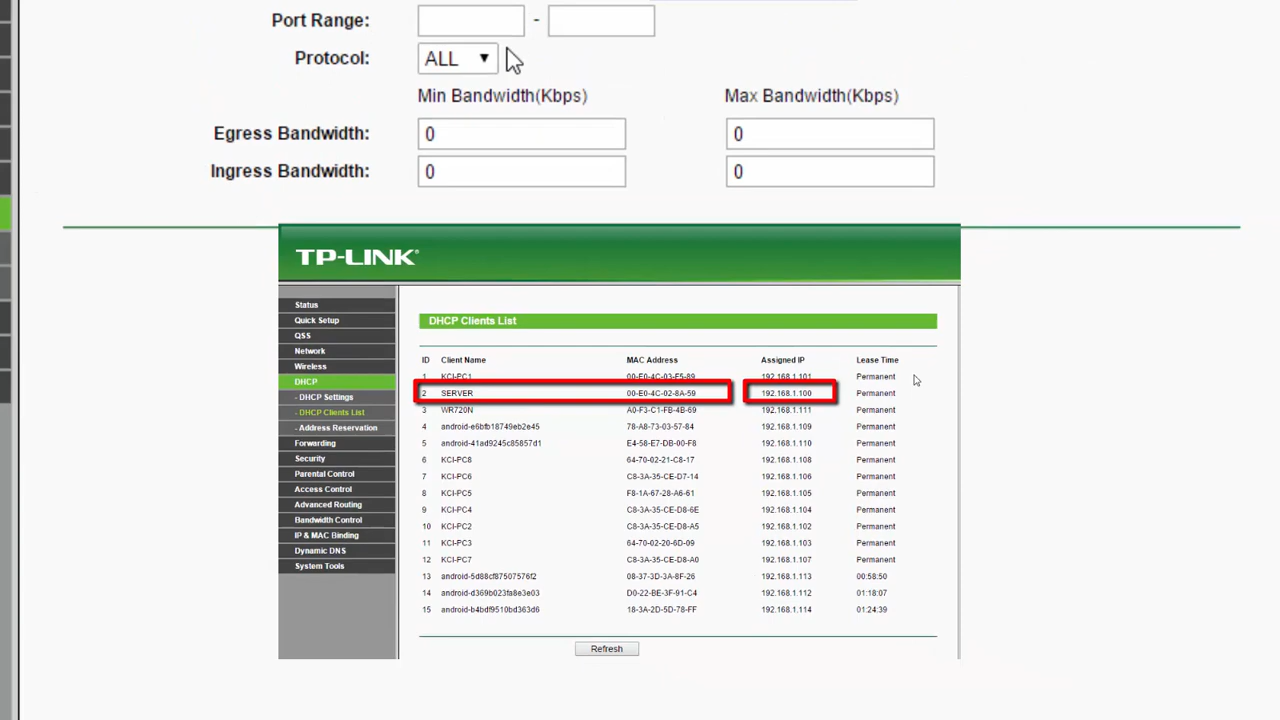 Port Range: -
Protocol: ALL
Min Bandwidth(Kbps) Max Bandwidth(Kbps)
Egress Bandwidth: 0 0
Ingress Bandwidth: 0 0
TP-LINK®
Status
Quick Setup
QSS
Network
Wireless
DHCP
- DHCP Settings
- DHCP Clients List
- Address Reservation
Forwarding
Security
Parental Control
Access Control
Advanced Routing
Bandwidth Control
IP & MAC Binding
Dynamic DNS
System Tools
DHCP Clients List
ID Client Name MAC Address Assigned IP Lease Time
1 KCI-PC1 00-E0-4C-03-F5-89 192.168.1.101 Permanent
2 SERVER 00-E0-4C-02-8A-59 192.168.1.100 Permanent
3 WR720N A0-F3-C1-FB-4B-69 192.168.1.111 Permanent
4 android-e6bfb18749eb2e45 78-A8-73-03-57-84 192.168.1.109 Permanent
5 android-41ad9245c85857d1 E4-58-E7-DB-00-F8 192.168.1.110 Permanent
6 KCI-PC8 64-70-02-21-C8-17 192.168.1.108 Permanent
7 KCI-PC6 C8-3A-35-CE-D7-14 192.168.1.106 Permanent
8 KCI-PC5 F8-1A-67-28-A6-61 192.168.1.105 Permanent
9 KCI-PC4 C8-3A-35-CE-D8-6E 192.168.1.104 Permanent
10 KCI-PC2 C8-3A-35-CE-D8-A5 192.168.1.102 Permanent
11 KCI-PC3 64-70-02-20-6D-09 192.168.1.103 Permanent
12 KCI-PC7 C8-3A-35-CE-D8-A0 192.168.1.107 Permanent
13 android-5d88cf87507576f2 08-37-3D-3A-8F-26 192.168.1.113 00:58:50
14 android-d369b023fa8e3e03 D0-22-BE-3F-91-C4 192.168.1.112 01:18:07
15 android-b4bdf9510bd363d6 18-3A-2D-5D-78-FF 192.168.1.114 01:24:39
Refresh